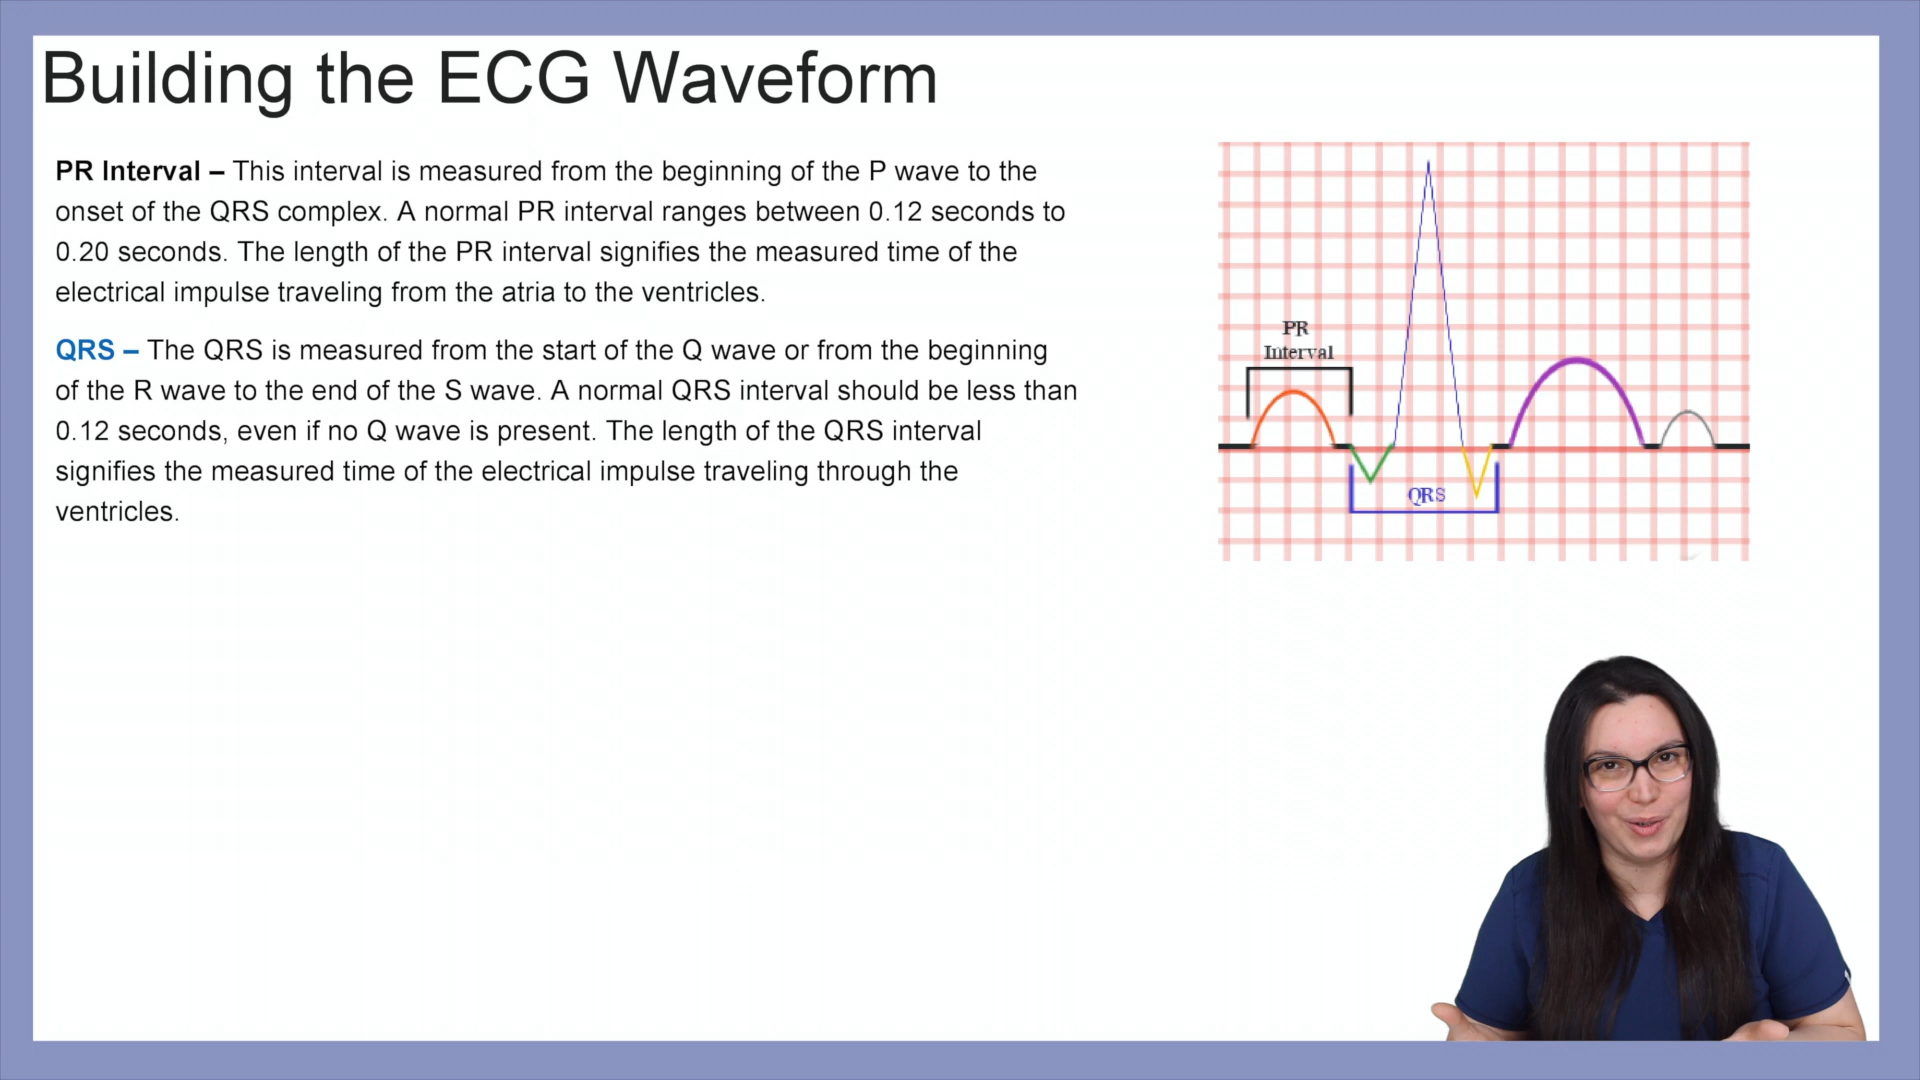 Building the ECG Waveform
PR Interval – This interval is measured from the beginning of the P wave to the
onset of the QRS complex. A normal PR interval ranges between 0.12 seconds to
0.20 seconds. The length of the PR interval signifies the measured time of the
electrical impulse traveling from the atria to the ventricles.
QRS – The QRS is measured from the start of the Q wave or from the beginning
of the R wave to the end of the S wave. A normal QRS interval should be less than
0.12 seconds, even if no Q wave is present. The length of the QRS interval
signifies the measured time of the electrical impulse traveling through the
ventricles.
PR
Interval
QRS